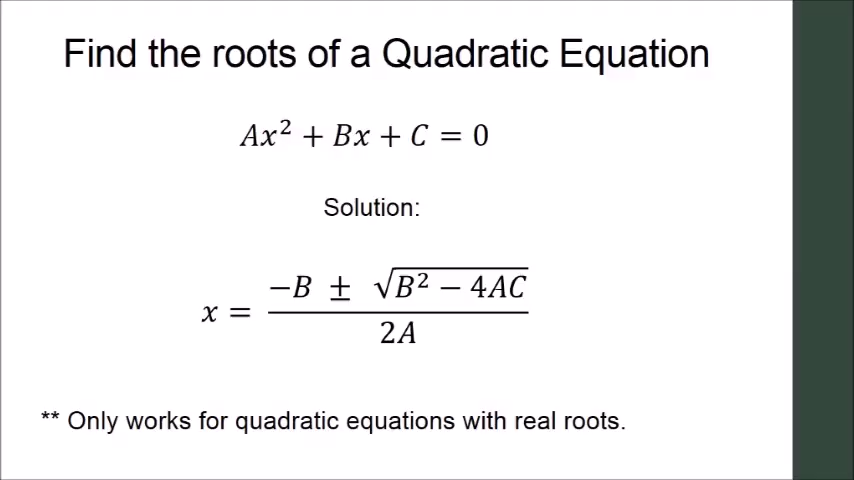 Find the roots of a Quadratic Equation
𝐴𝑥² + 𝐵𝑥 + 𝐶 = 0
Solution:
𝑥 = (−𝐵 ± √(𝐵² − 4𝐴𝐶)) / 2𝐴
** Only works for quadratic equations with real roots.